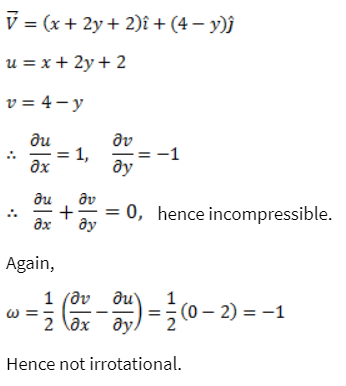 V⃗ = (x + 2y + 2)î + (4 − y)ĵ
u = x + 2y + 2
v = 4 − y
∴ ∂u/∂x = 1, ∂v/∂y = −1
∴ ∂u/∂x + ∂v/∂y = 0, hence incompressible.
Again,
ω = 1/2 (∂v/∂x − ∂u/∂y) = 1/2 (0 − 2) = −1
Hence not irrotational.